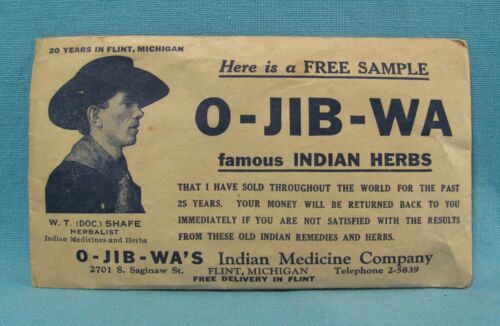 20 YEARS IN FLINT, MICHIGAN
Here is a FREE SAMPLE
O-JIB-WA
famous INDIAN HERBS
THAT I HAVE SOLD THROUGHOUT THE WORLD FOR THE PAST
25 YEARS. YOUR MONEY WILL BE RETURNED BACK TO YOU
IMMEDIATELY IF YOU ARE NOT SATISFIED WITH THE RESULTS
FROM THESE OLD INDIAN REMEDIES AND HERBS.
W. T. (DOC.) SHAFE
HERBALIST
Indian Medicines and Herbs
O-JIB-WA'S Indian Medicine Company
2701 S. Saginaw St. FLINT, MICHIGAN Telephone 2-5839
FREE DELIVERY IN FLINT